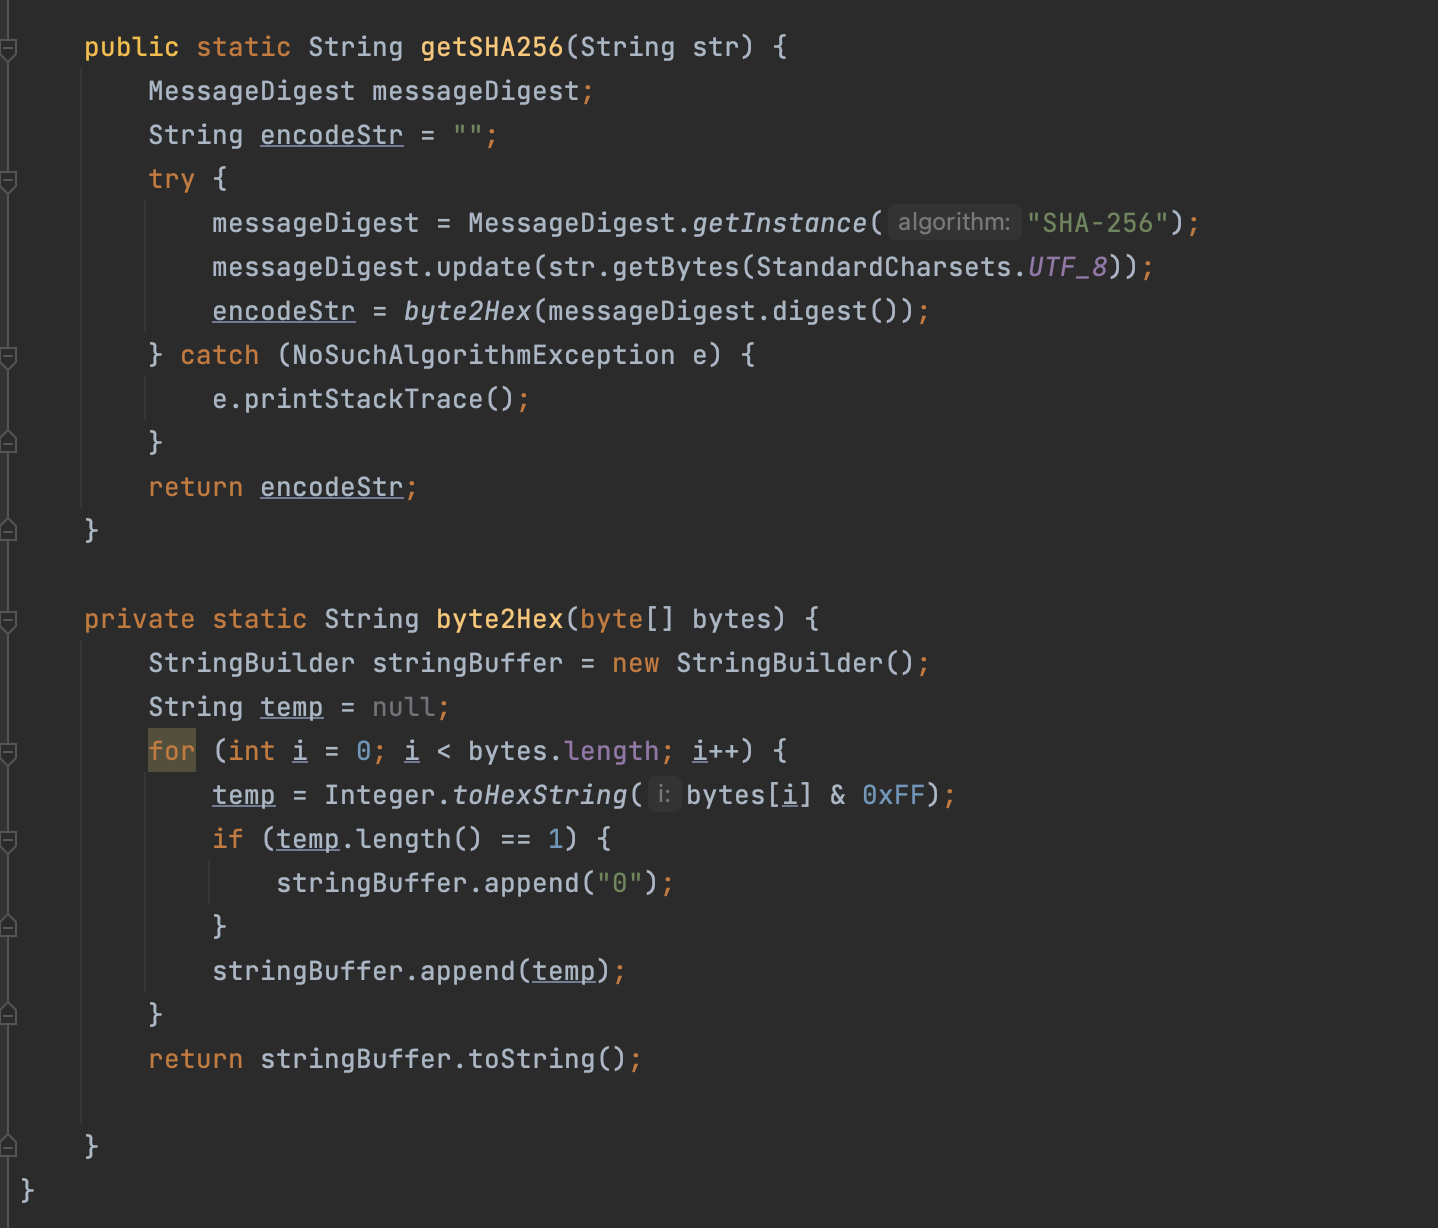 public static String getSHA256(String str) {
MessageDigest messageDigest;
String encodeStr = "";
try {
messageDigest = MessageDigest.getInstance( algorithm: "SHA-256");
messageDigest.update(str.getBytes(StandardCharsets.UTF_8));
encodeStr = byte2Hex(messageDigest.digest());
} catch (NoSuchAlgorithmException e) {
e.printStackTrace();
}
return encodeStr;
}
private static String byte2Hex(byte[] bytes) {
StringBuilder stringBuffer = new StringBuilder();
String temp = null;
for (int i = 0; i < bytes.length; i++) {
temp = Integer.toHexString( i: bytes[i] & 0xFF);
if (temp.length() == 1) {
stringBuffer.append("0");
}
stringBuffer.append(temp);
}
return stringBuffer.toString();
}
}